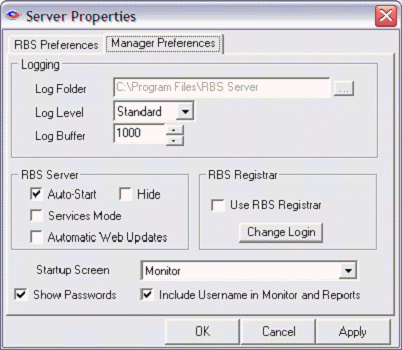 Server Properties
RBS Preferences Manager Preferences
Logging
Log Folder C:\Program Files\RBS Server ...
Log Level Standard
Log Buffer 1000
RBS Server RBS Registrar
Auto-Start Hide
Services Mode Use RBS Registrar
Automatic Web Updates Change Login
Startup Screen Monitor
Show Passwords Include Username in Monitor and Reports
OK Cancel Apply